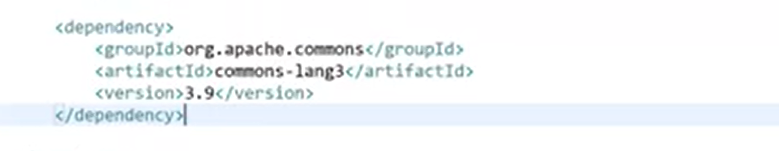 <dependency>
<groupId>org.apache.commons</groupId>
<artifactId>commons-lang3</artifactId>
<version>3.9</version>
</dependency>